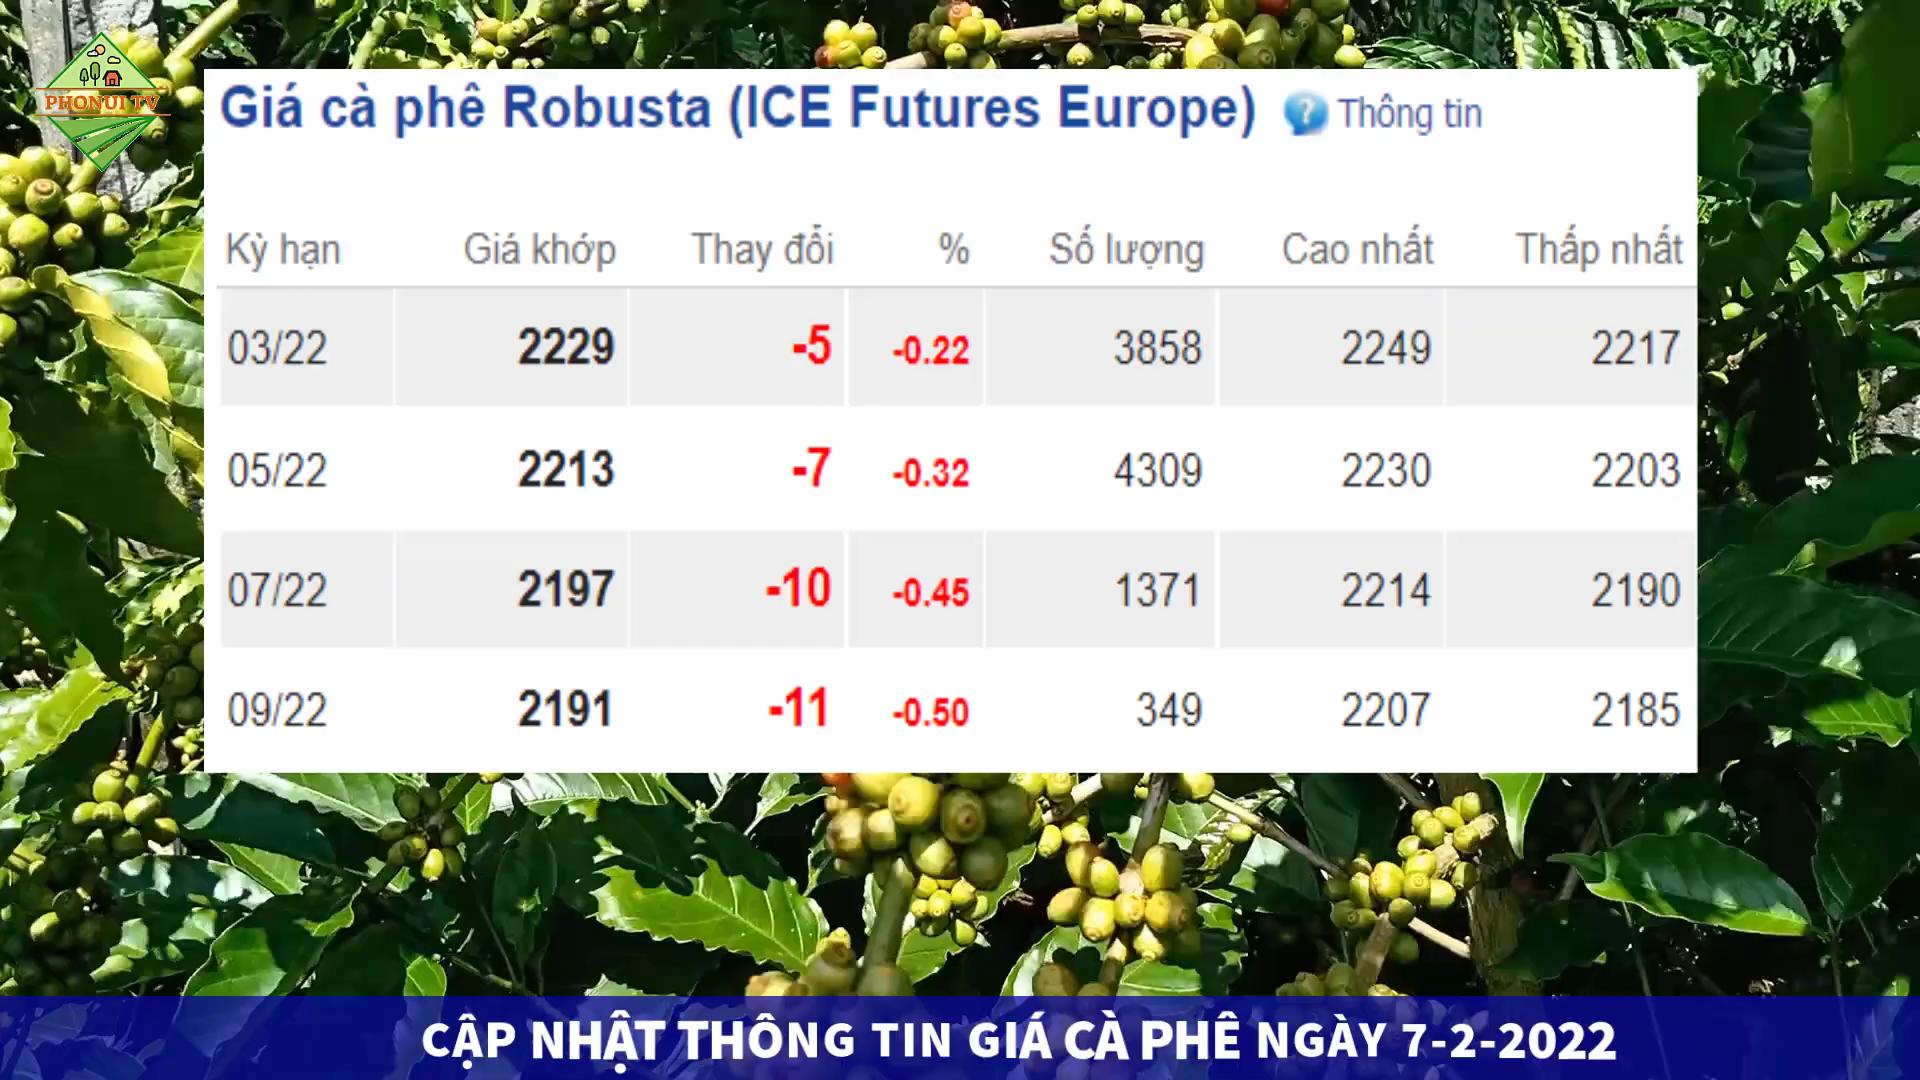 PHONUI TV
Giá cà phê Robusta (ICE Futures Europe) ? Thông tin
Kỳ hạn Giá khớp Thay đổi % Số lượng Cao nhất Thấp nhất
03/22 2229 -5 -0.22 3858 2249 2217
05/22 2213 -7 -0.32 4309 2230 2203
07/22 2197 -10 -0.45 1371 2214 2190
09/22 2191 -11 -0.50 349 2207 2185
CẬP NHẬT THÔNG TIN GIÁ CÀ PHÊ NGÀY 7-2-2022